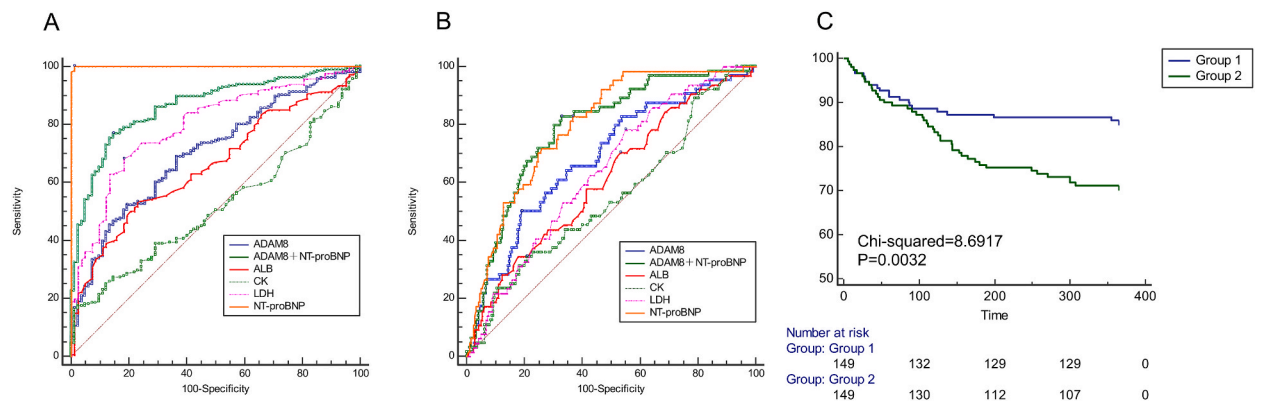 A
100
80
60
40
20
0
Sensitivity
0 20 40 60 80 100
100-Specificity
ADAM8
ADAM8+NT-proBNP
ALB
CK
LDH
NT-proBNP
B
100
80
60
40
20
0
Sensitivity
0 20 40 60 80 100
100-Specificity
ADAM8
ADAM8+NT-proBNP
ALB
CK
LDH
NT-proBNP
C
Group 1
Group 2
100
90
80
70
60
50
Survival probability (%)
Chi-squared=8.6917
P=0.0032
0 100 200 300 400
Time
Number at risk
Group: Group 1
149 132 129 129 0
Group: Group 2
149 130 112 107 0